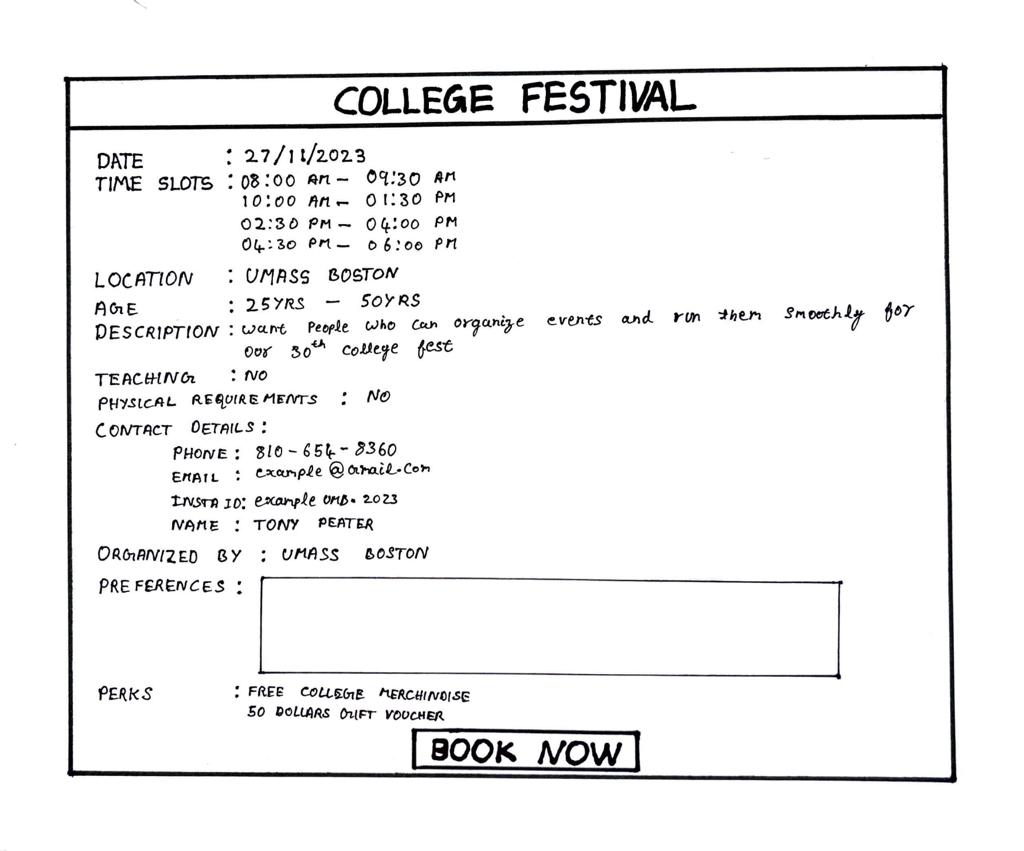 COLLEGE FESTIVAL
DATE : 27/11/2023
TIME SLOTS : 08:00 AM - 09:30 AM
10:00 AM - 01:30 PM
02:30 PM - 04:00 PM
04:30 PM - 06:00 PM
LOCATION : UMASS BOSTON
AGE : 25YRS - 50YRS
DESCRIPTION : want People who can organize events and run them smoothly for
our 30th college fest
TEACHING : NO
PHYSICAL REQUIREMENTS : NO
CONTACT DETAILS :
PHONE : 810-654-8360
EMAIL : example@Gmail.Com
INSTA ID: example UMB. 2023
NAME : TONY PEATER
ORGANIZED BY : UMASS BOSTON
PREFERENCES :
PERKS : FREE COLLEGE MERCHINDISE
50 DOLLARS GIFT VOUCHER
BOOK NOW